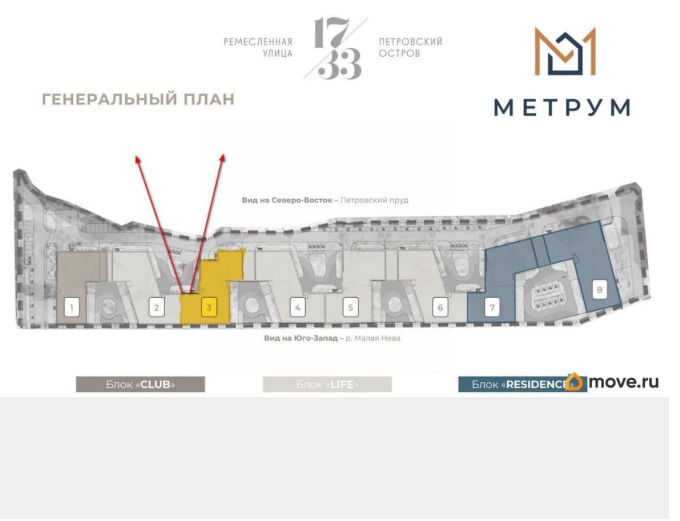 РЕМЕСЛЕННАЯ
УЛИЦА
17/33
ПЕТРОВСКИЙ
ОСТРОВ
МЕТРУМ
ГЕНЕРАЛЬНЫЙ ПЛАН
Вид на Северо-Восток – Петровский пруд
1
2
3
4
5
6
7
8
Вид на Юго-Запад – р. Малая Нева
Блок «CLUB»
Блок «LIFE»
Блок «RESIDENCE»
move.ru